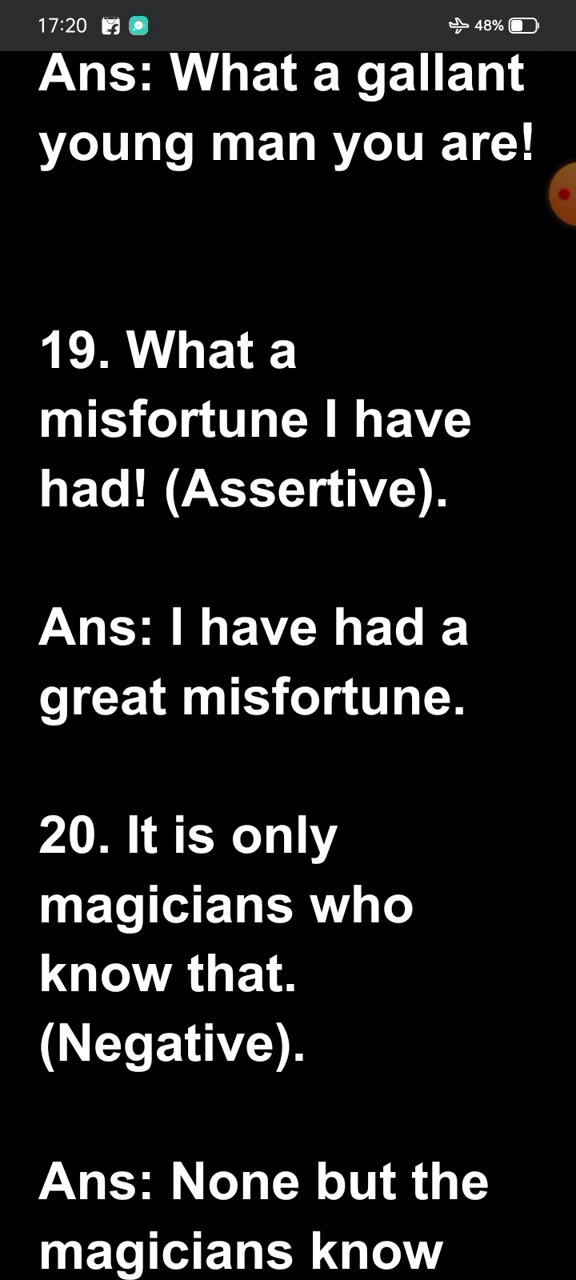 17:20 48%
Ans: What a gallant
young man you are!
19. What a
misfortune I have
had! (Assertive).
Ans: I have had a
great misfortune.
20. It is only
magicians who
know that.
(Negative).
Ans: None but the
magicians know